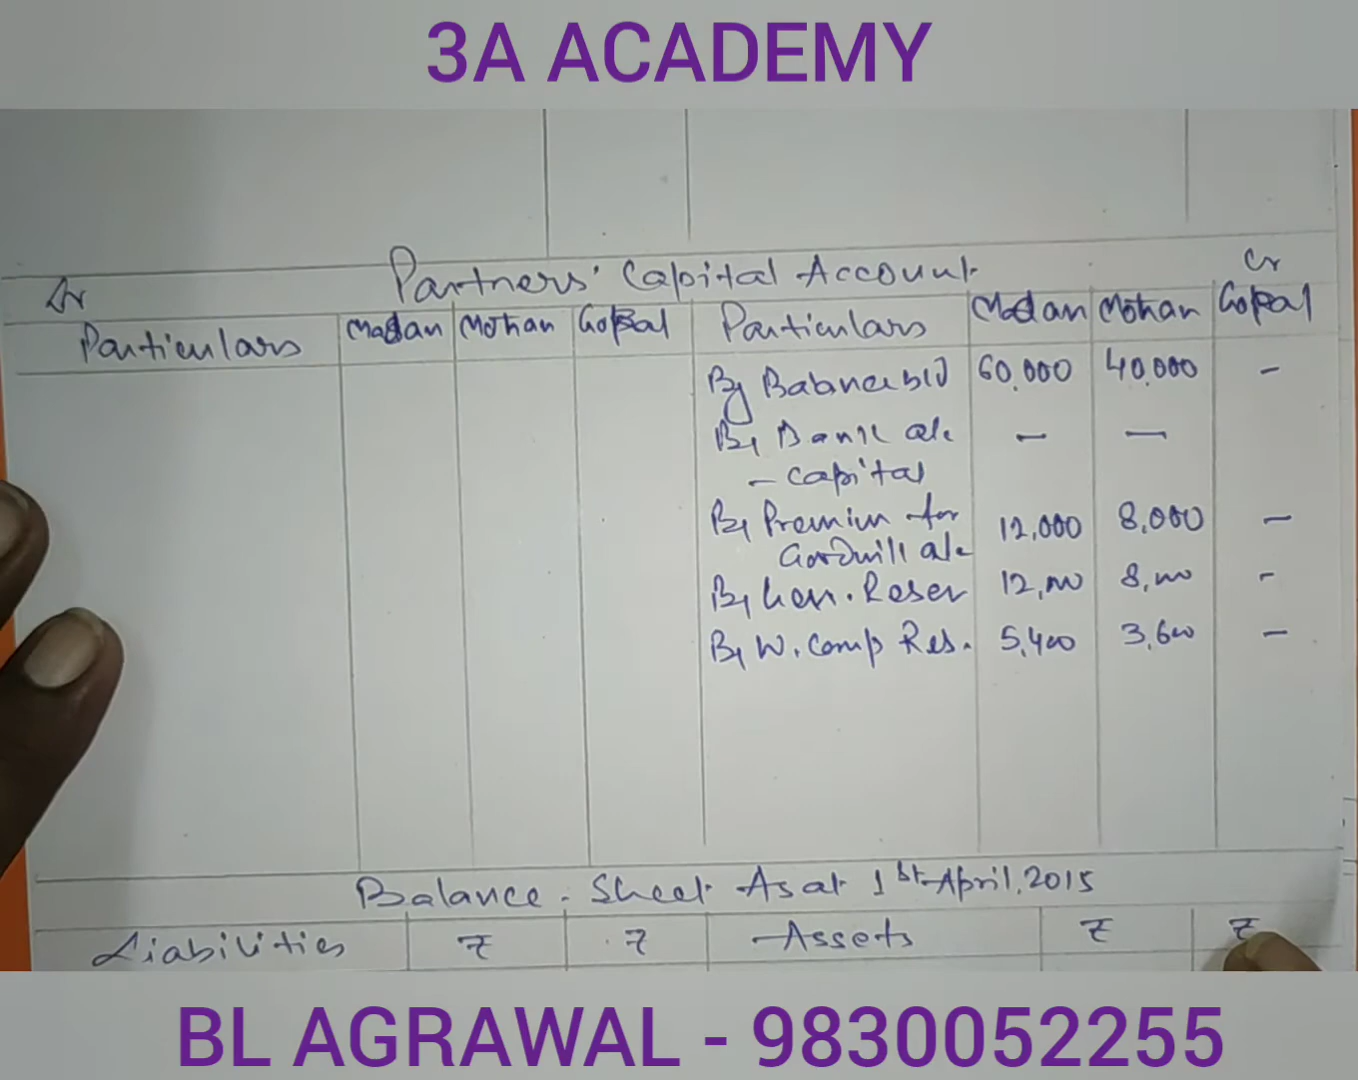 3A ACADEMY
Dr Partners' Capital Account Cr
Particulars Madan Mohan Gopal Particulars Madan Mohan Gopal
By Balance b/d 60,000 40,000 -
By Bank a/c - -
- capital
By Premium for 12,000 8,000 -
Goodwill a/c
By Gen. Reser 12,000 8,000 -
By W. Comp Res. 5,400 3,600 -
Balance Sheet As at 1st April, 2015
Liabilities ₹ ₹ Assets ₹ ₹
BL AGRAWAL - 9830052255